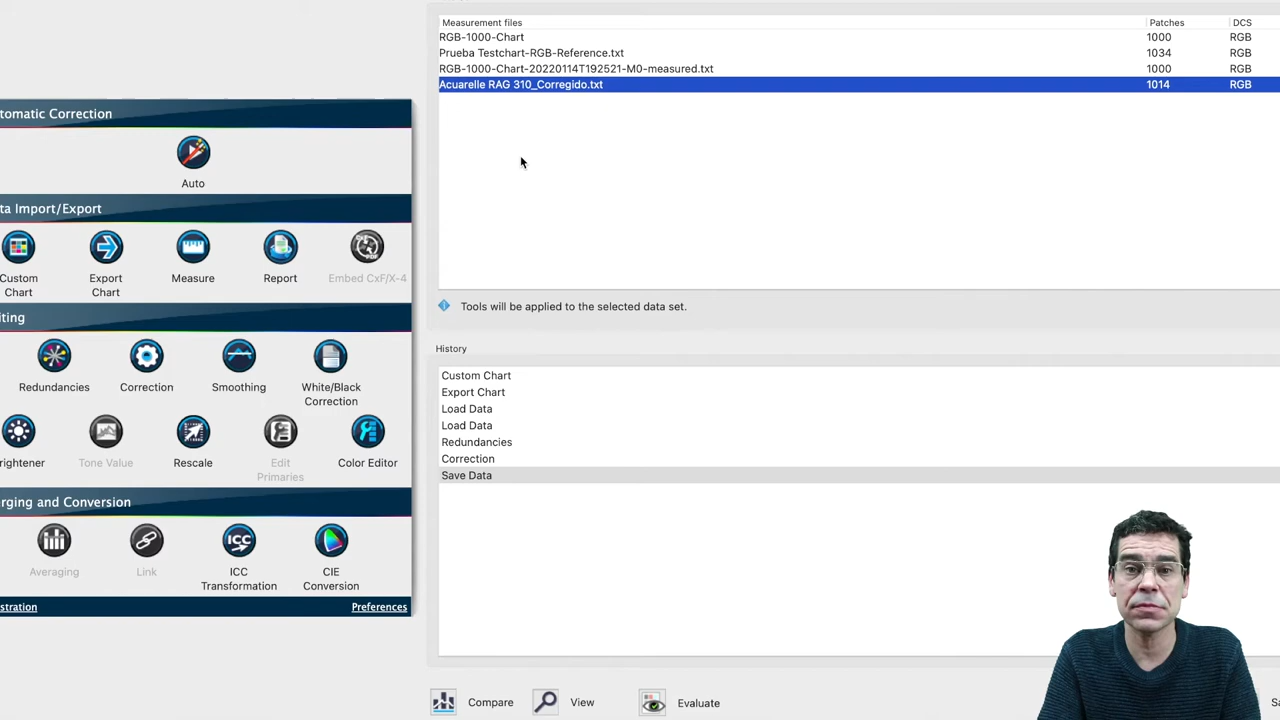 Measurement files Patches DCS
RGB-1000-Chart 1000 RGB
Prueba Testchart-RGB-Reference.txt 1034 RGB
RGB-1000-Chart-20220114T192521-M0-measured.txt 1000 RGB
Acuarelle RAG 310_Corregido.txt 1014 RGB
tomatic Correction
Auto
ta Import/Export
Custom Chart
Export Chart
Measure
Report
Embed CxF/X-4
Tools will be applied to the selected data set.
iting
Redundancies
Correction
Smoothing
White/Black Correction
rightener
Tone Value
Rescale
Edit Primaries
Color Editor
rging and Conversion
Averaging
Link
ICC
ICC Transformation
CIE Conversion
stration Preferences
History
Custom Chart
Export Chart
Load Data
Load Data
Redundancies
Correction
Save Data
Compare View Evaluate